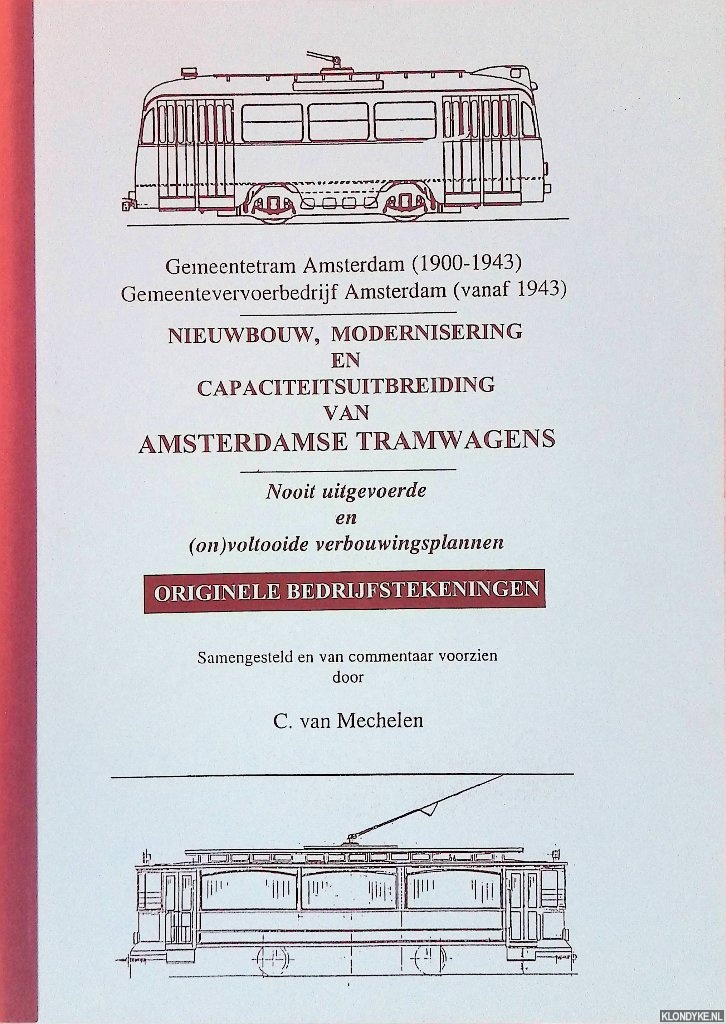 Gemeentetram Amsterdam (1900-1943)
Gemeentevervoerbedrijf Amsterdam (vanaf 1943)
NIEUWBOUW, MODERNISERING
EN
CAPACITEITSUITBREIDING
VAN
AMSTERDAMSE TRAMWAGENS
Nooit uitgevoerde
en
(on)voltooide verbouwingsplannen
ORIGINELE BEDRIJFSTEKENINGEN
Samengesteld en van commentaar voorzien
door
C. van Mechelen
KLONDYKE.NL